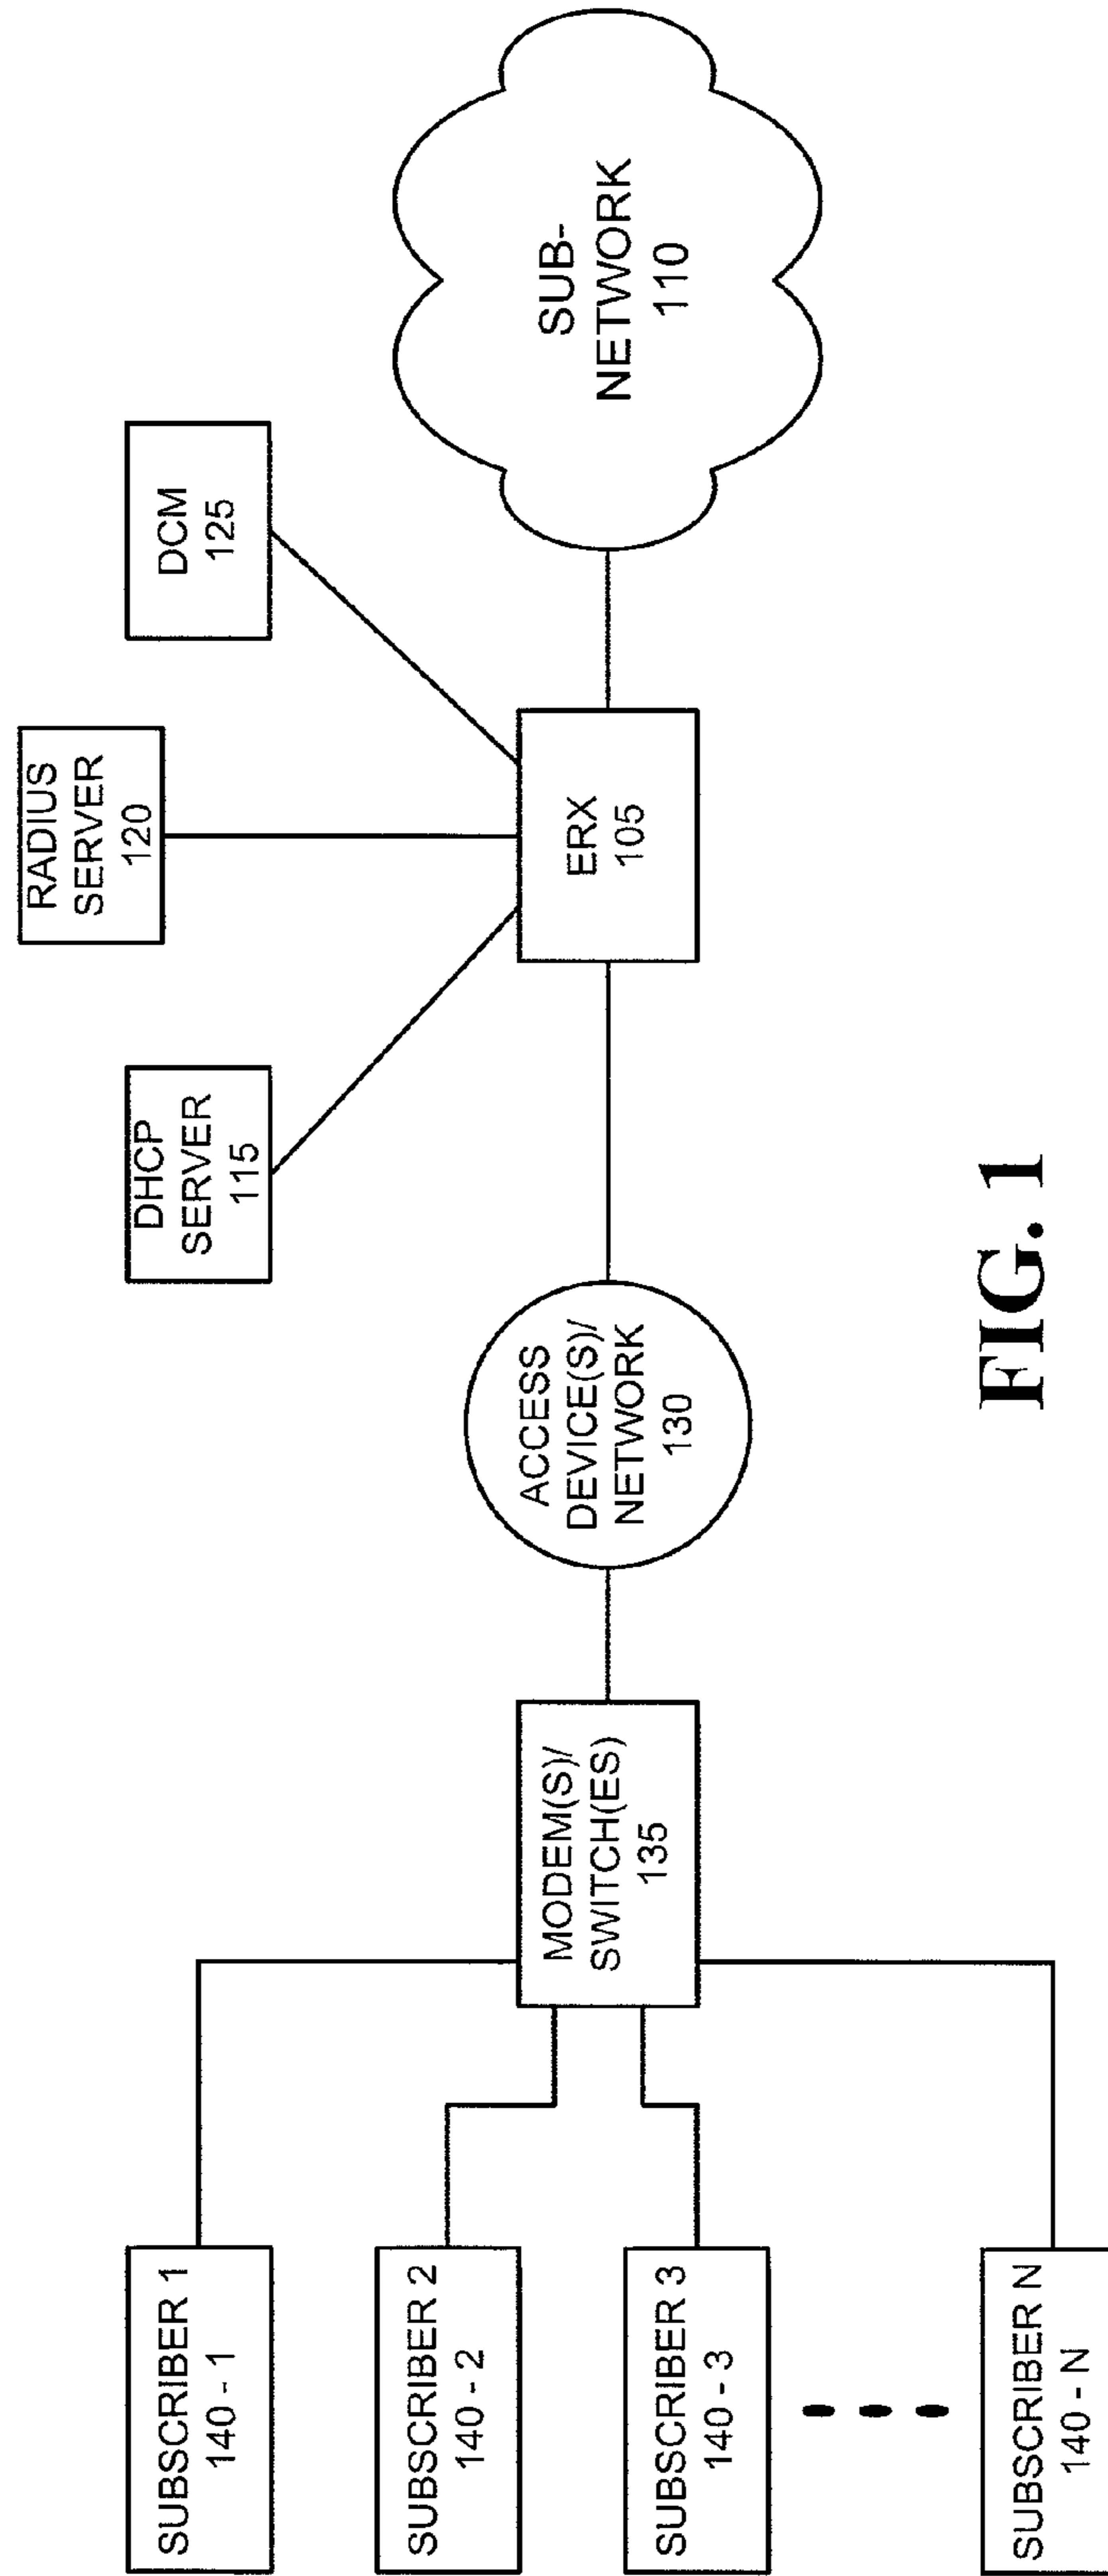 SUBSCRIBER 1
140 - 1
SUBSCRIBER 2
140 - 2
SUBSCRIBER 3
140 - 3
SUBSCRIBER N
140 - N
MODEM(S)/
SWITCH(ES)
135
ACCESS
DEVICE(S)/
NETWORK
130
DHCP
SERVER
115
RADIUS
SERVER
120
DCM
125
ERX
105
SUB-
NETWORK
110
FIG. 1